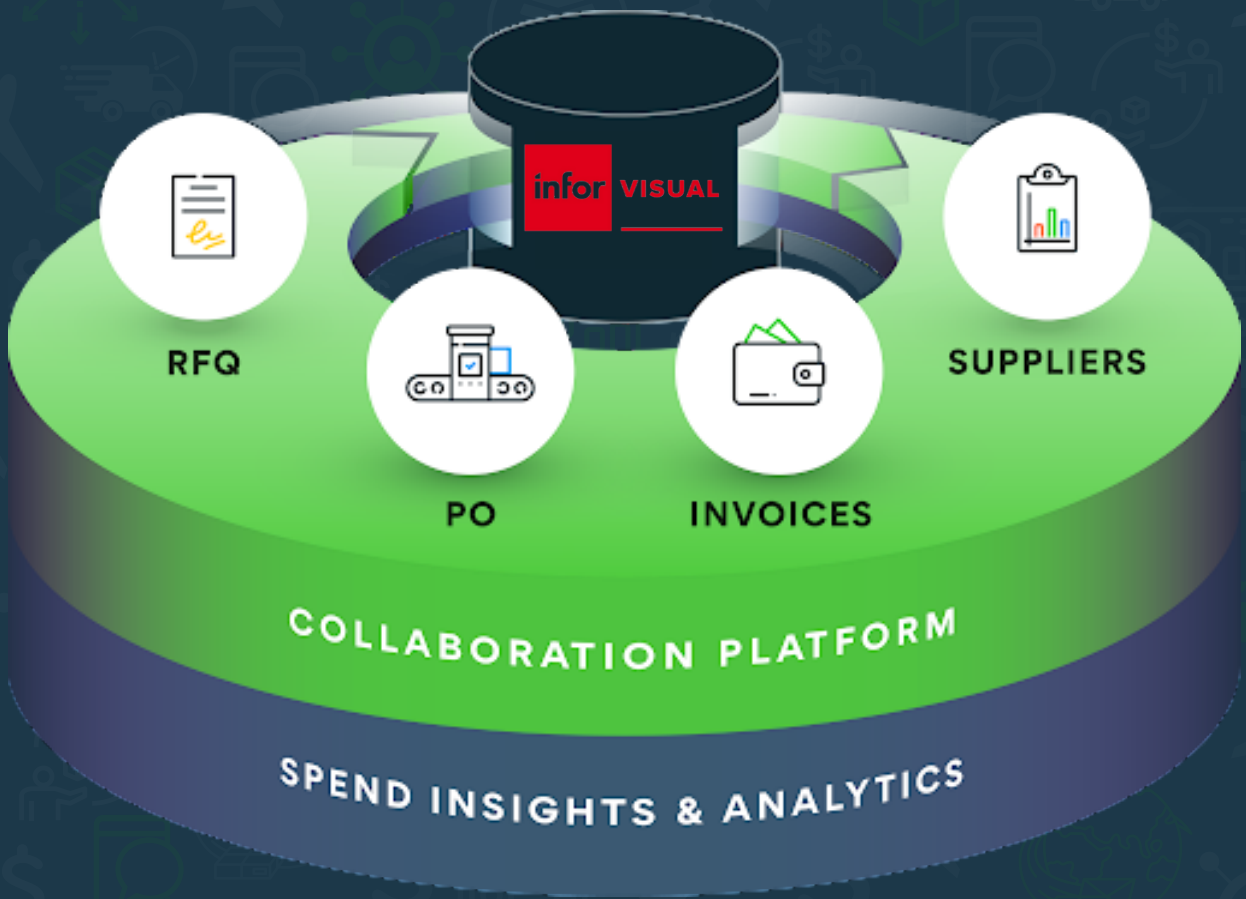 infor VISUAL
RFQ
SUPPLIERS
PO
INVOICES
COLLABORATION PLATFORM
SPEND INSIGHTS & ANALYTICS